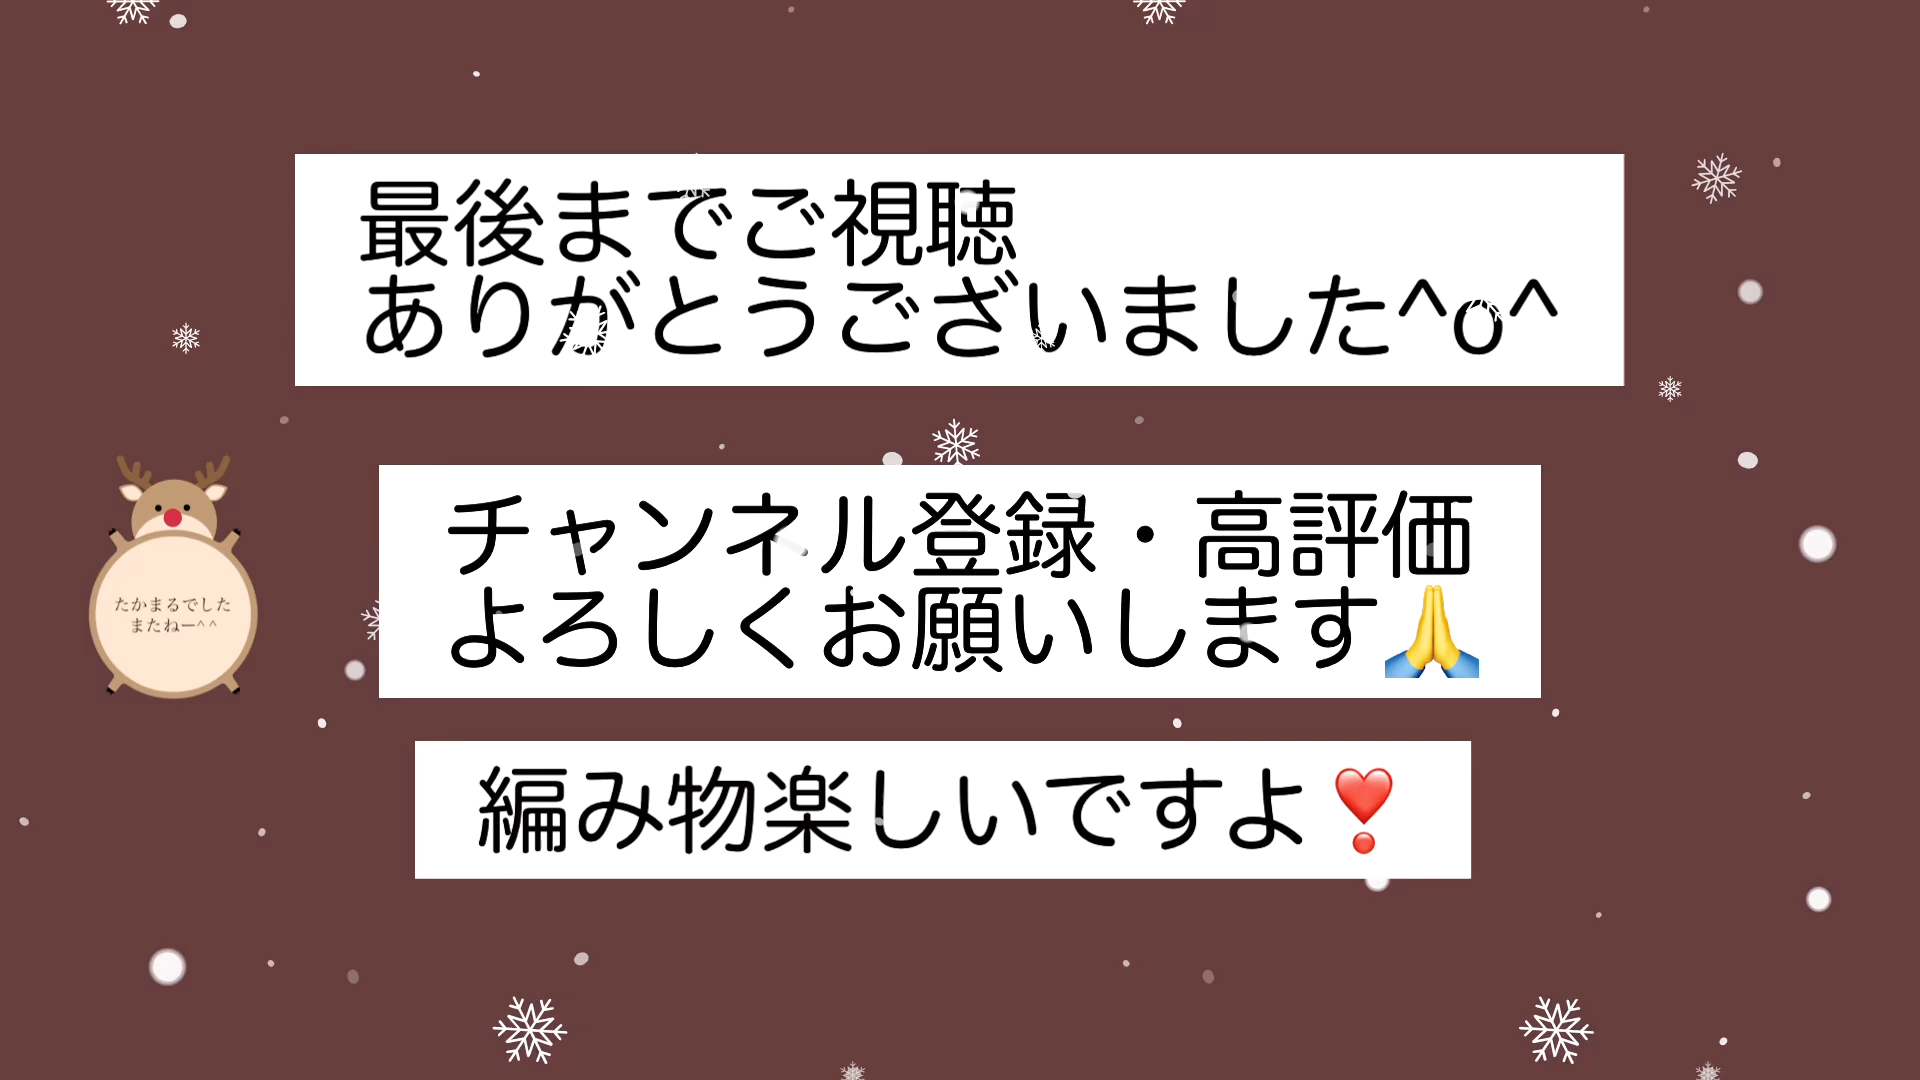 最後までご視聴
ありがとうございました^o^
チャンネル登録・高評価
よろしくお願いします🙏
たかまるでした
またねー^^
編み物楽しいですよ❣️